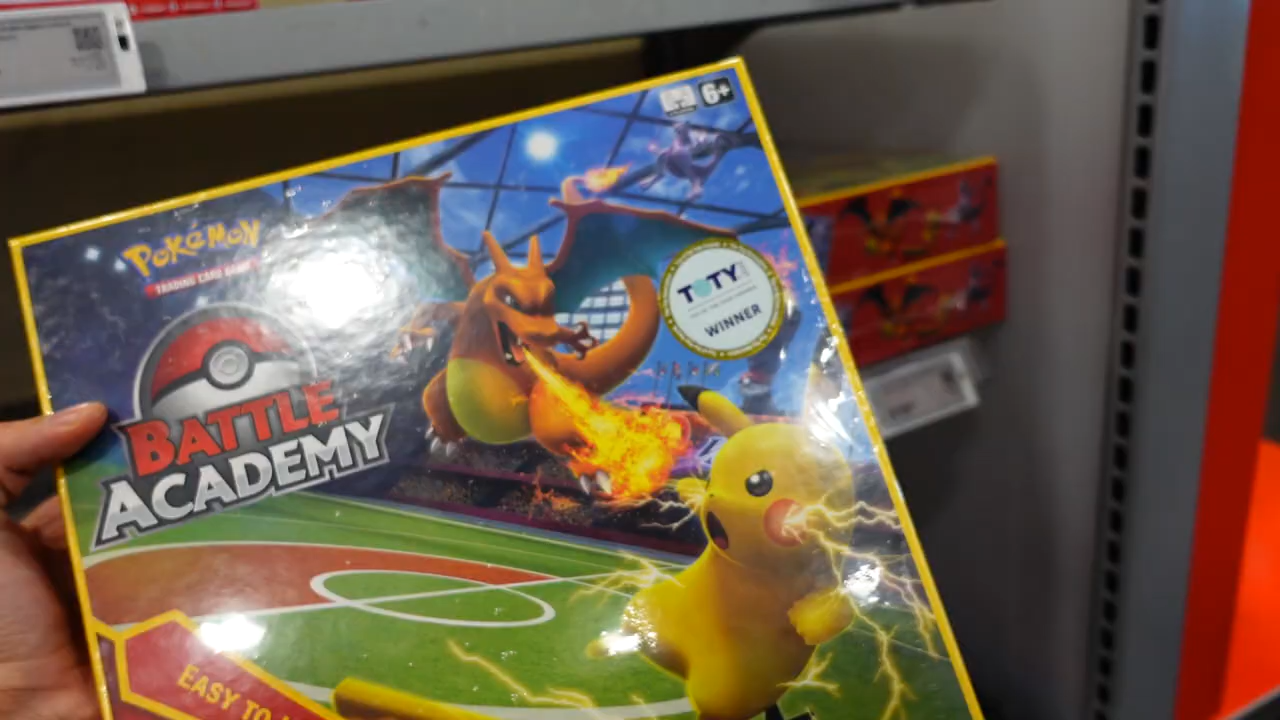 6+
POKéMON
TRADING CARD GAME
TOTY
WINNER
BATTLE
ACADEMY
EASY TO